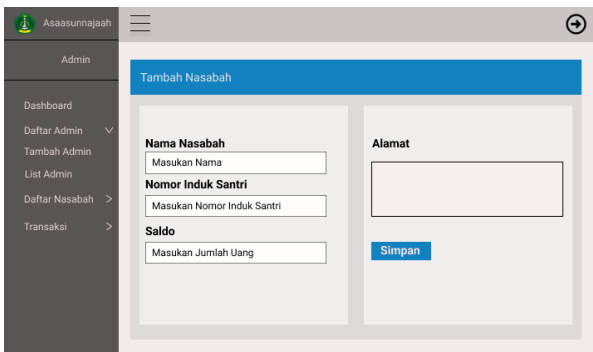 Asaasunnajaah
Admin
Dashboard
Daftar Admin
Tambah Admin
List Admin
Daftar Nasabah >
Transaksi >
Tambah Nasabah
Nama Nasabah
Masukan Nama
Nomor Induk Santri
Masukan Nomor Induk Santri
Saldo
Masukan Jumlah Uang
Alamat
Simpan